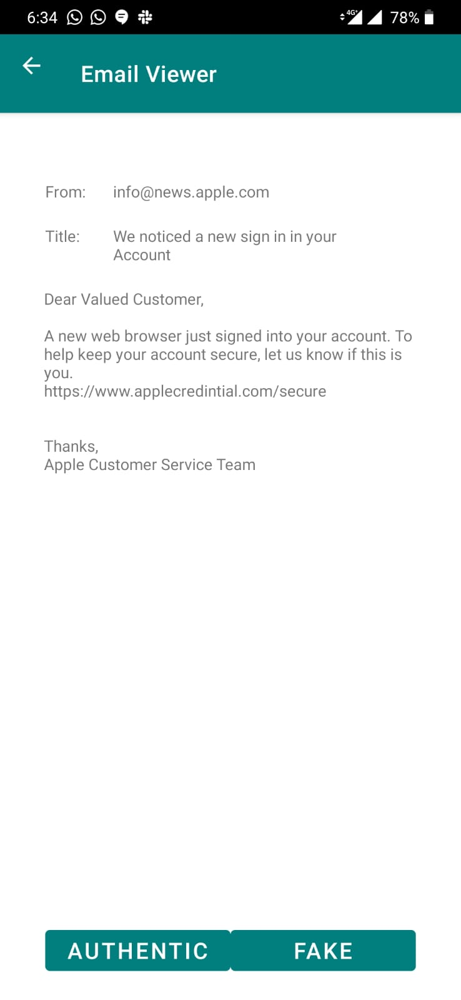 6:34 4G+ 78%
Email Viewer
From: info@news.apple.com
Title: We noticed a new sign in in your
Account
Dear Valued Customer,
A new web browser just signed into your account. To
help keep your account secure, let us know if this is
you.
https://www.applecredintial.com/secure
Thanks,
Apple Customer Service Team
AUTHENTIC FAKE